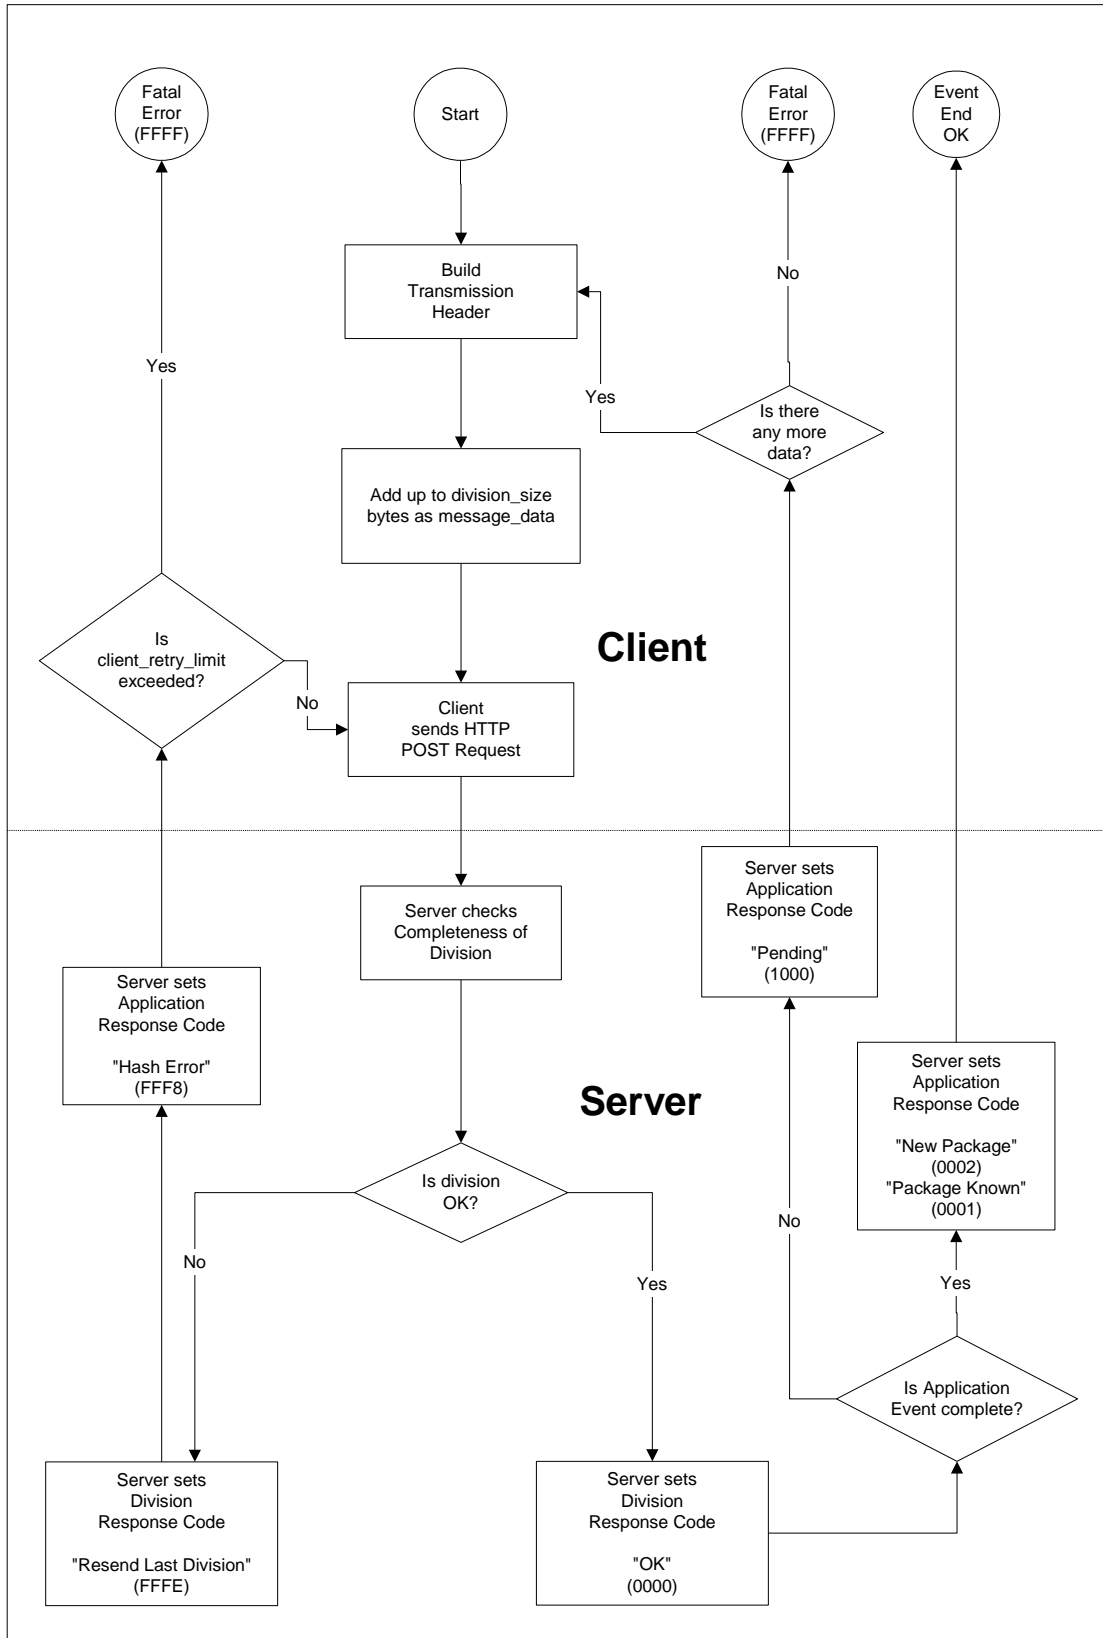 Fatal
Error
(FFFF)
Start
Fatal
Error
(FFFF)
Event
End
OK
Build
Transmission
Header
No
Yes
Yes
Is there
any more
data?
Add up to division_size
bytes as message_data
Is
client_retry_limit
exceeded?
Client
No
Client
sends HTTP
POST Request
Server sets
Application
Response Code
"Pending"
(1000)
Server checks
Completeness of
Division
Server sets
Application
Response Code
"Hash Error"
(FFF8)
Server sets
Application
Response Code
"New Package"
(0002)
"Package Known"
(0001)
Server
Is division
OK?
No
No
Yes
Yes
Is Application
Event complete?
Server sets
Division
Response Code
"Resend Last Division"
(FFFE)
Server sets
Division
Response Code
"OK"
(0000)